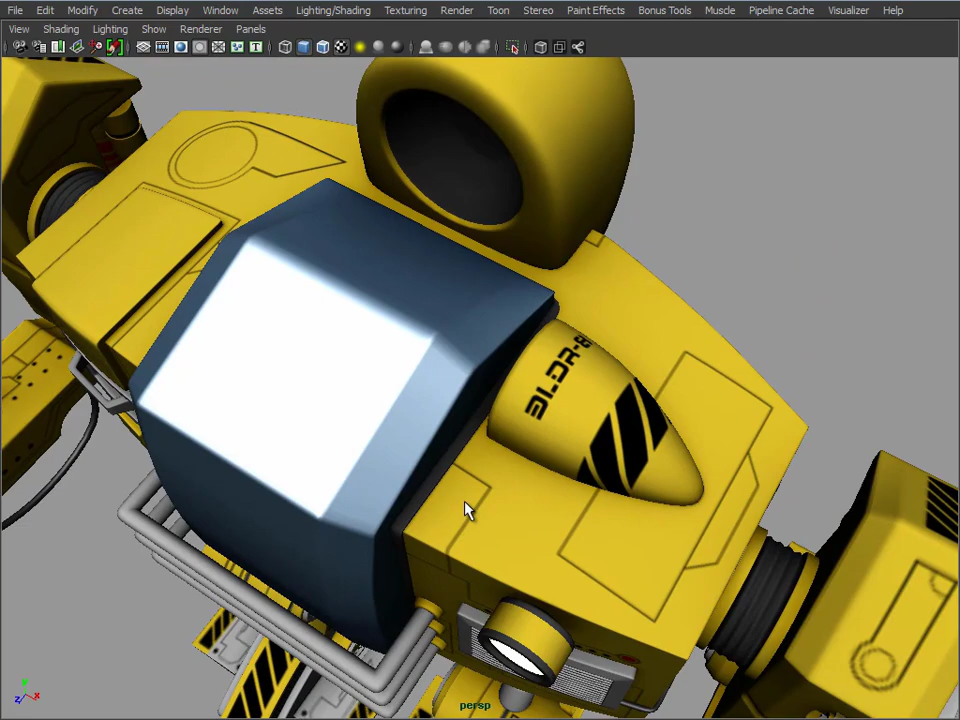 File Edit Modify Create Display Window Assets Lighting/Shading Texturing Render Toon Stereo Paint Effects Bonus Tools Muscle Pipeline Cache Visualizer Help
View Shading Lighting Show Renderer Panels
persp